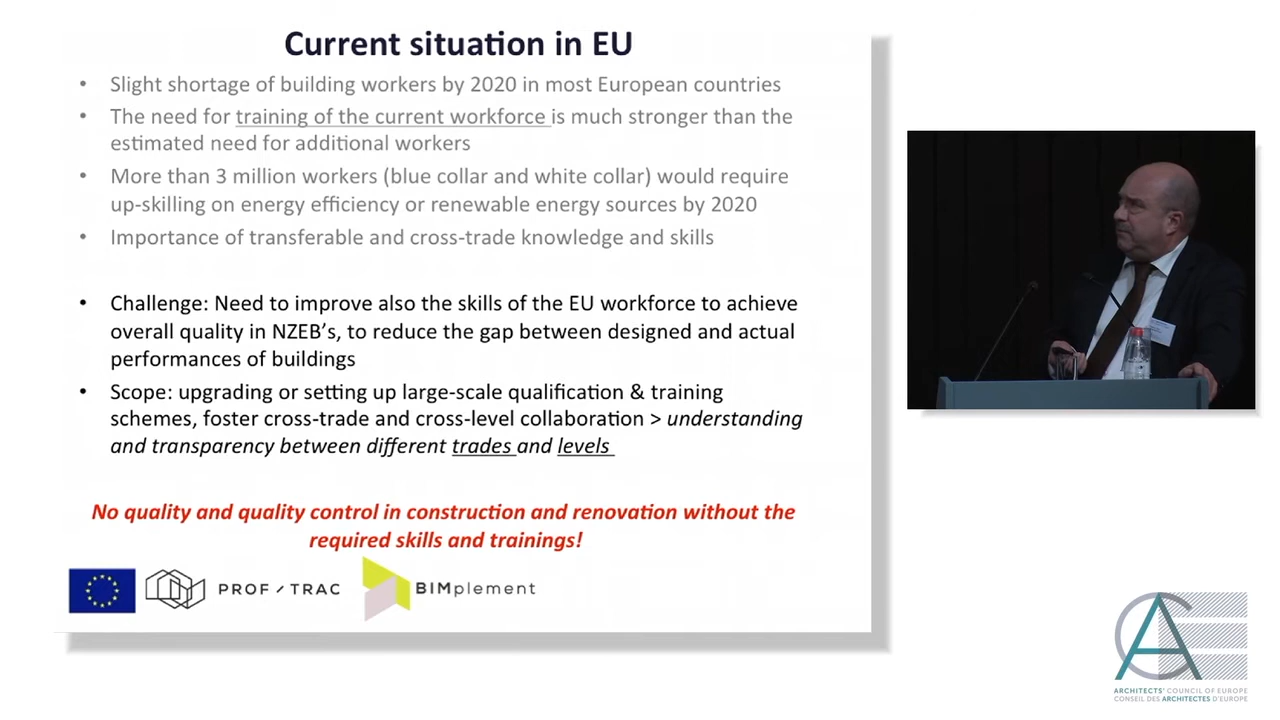 Current situation in EU
• Slight shortage of building workers by 2020 in most European countries
• The need for training of the current workforce is much stronger than the
estimated need for additional workers
• More than 3 million workers (blue collar and white collar) would require
up-skilling on energy efficiency or renewable energy sources by 2020
• Importance of transferable and cross-trade knowledge and skills
• Challenge: Need to improve also the skills of the EU workforce to achieve
overall quality in NZEB's, to reduce the gap between designed and actual
performances of buildings
• Scope: upgrading or setting up large-scale qualification & training
schemes, foster cross-trade and cross-level collaboration > understanding
and transparency between different trades and levels
No quality and quality control in construction and renovation without the
required skills and trainings!
PROF / TRAC
BIMplement
ACE
ARCHITECTS' COUNCIL OF EUROPE
CONSEIL DES ARCHITECTES D'EUROPE